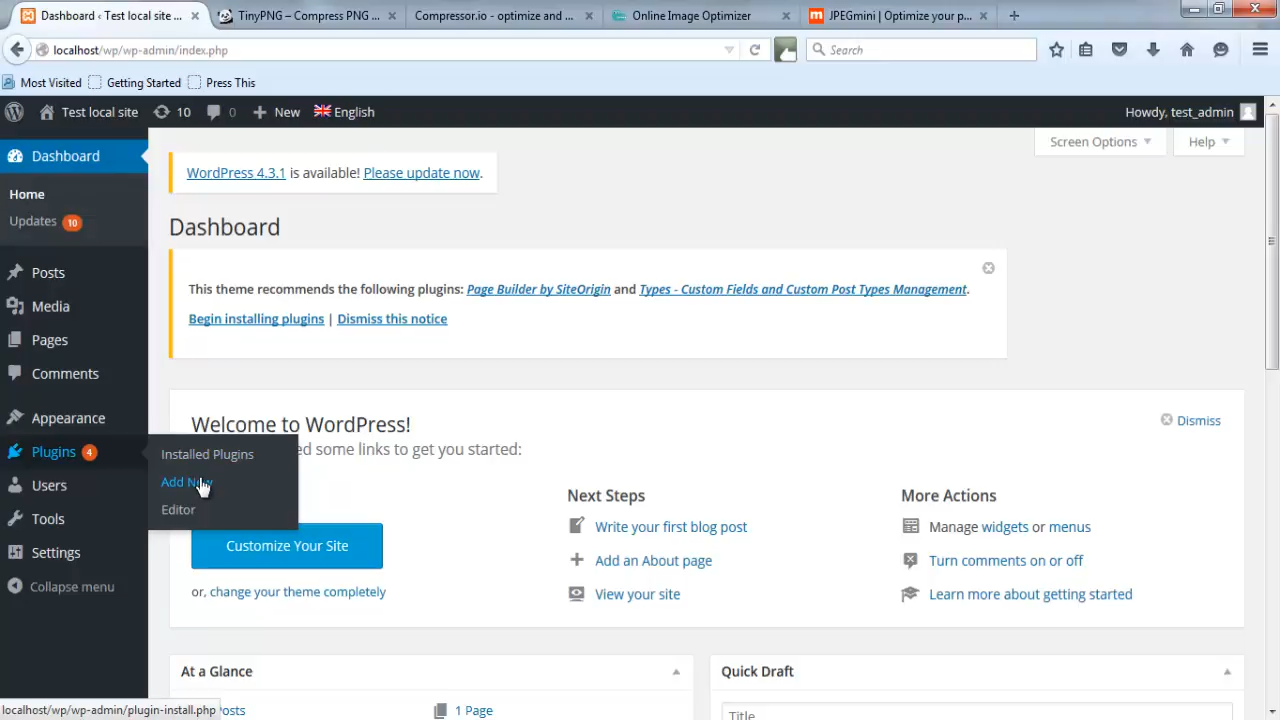 Dashboard ‹ Test local site ...
TinyPNG – Compress PNG ...
Compressor.io - optimize and ...
Online Image Optimizer
JPEGmini | Optimize your p...
localhost/wp/wp-admin/index.php
Search
Most Visited
Getting Started
Press This
Test local site
10
0
New
English
Howdy, test_admin
Dashboard
Home
Updates 10
Posts
Media
Pages
Comments
Appearance
Plugins 4
Users
Tools
Settings
Collapse menu
Installed Plugins
Add New
Editor
Screen Options
Help
WordPress 4.3.1 is available! Please update now.
Dashboard
This theme recommends the following plugins: Page Builder by SiteOrigin and Types - Custom Fields and Custom Post Types Management.
Begin installing plugins | Dismiss this notice
Welcome to WordPress!
ed some links to get you started:
Dismiss
Customize Your Site
or, change your theme completely
Next Steps
Write your first blog post
Add an About page
View your site
More Actions
Manage widgets or menus
Turn comments on or off
Learn more about getting started
At a Glance
osts
1 Page
Quick Draft
Title
localhost/wp/wp-admin/plugin-install.php